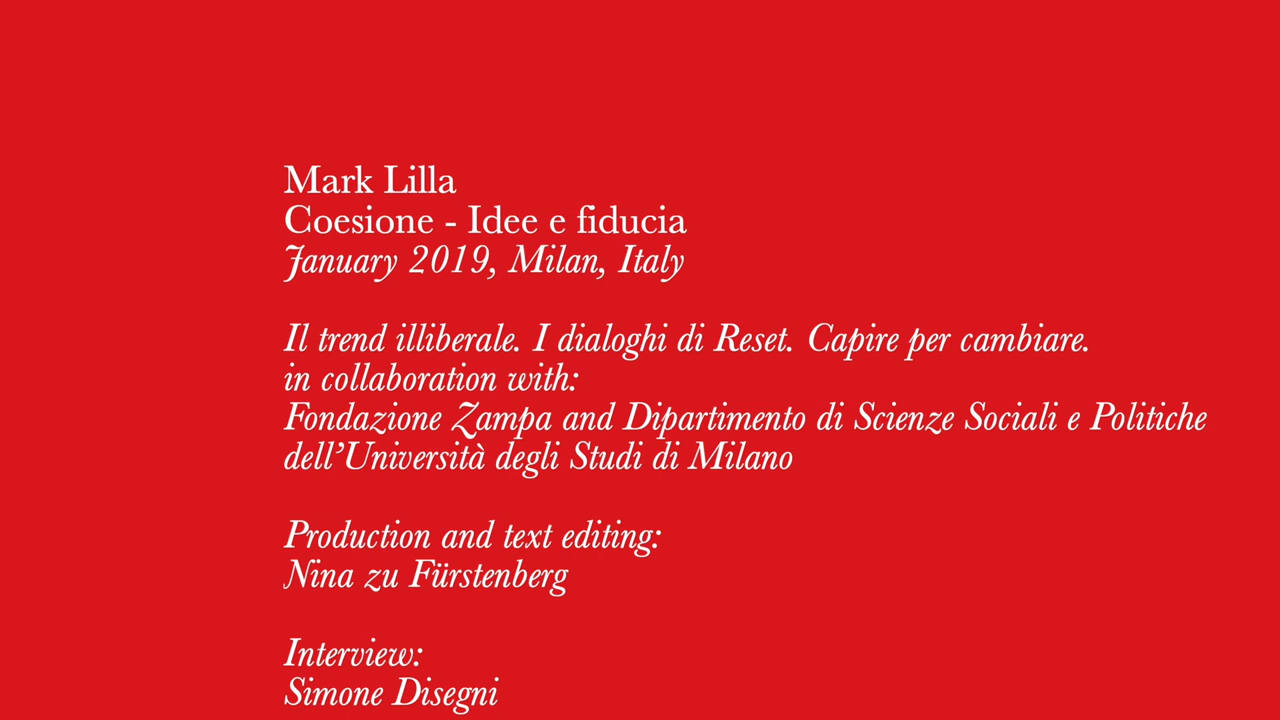 Mark Lilla
Coesione - Idee e fiducia
January 2019, Milan, Italy
Il trend illiberale. I dialoghi di Reset. Capire per cambiare.
in collaboration with:
Fondazione Zampa and Dipartimento di Scienze Sociali e Politiche
dell’Università degli Studi di Milano
Production and text editing:
Nina zu Fürstenberg
Interview:
Simone Disegni